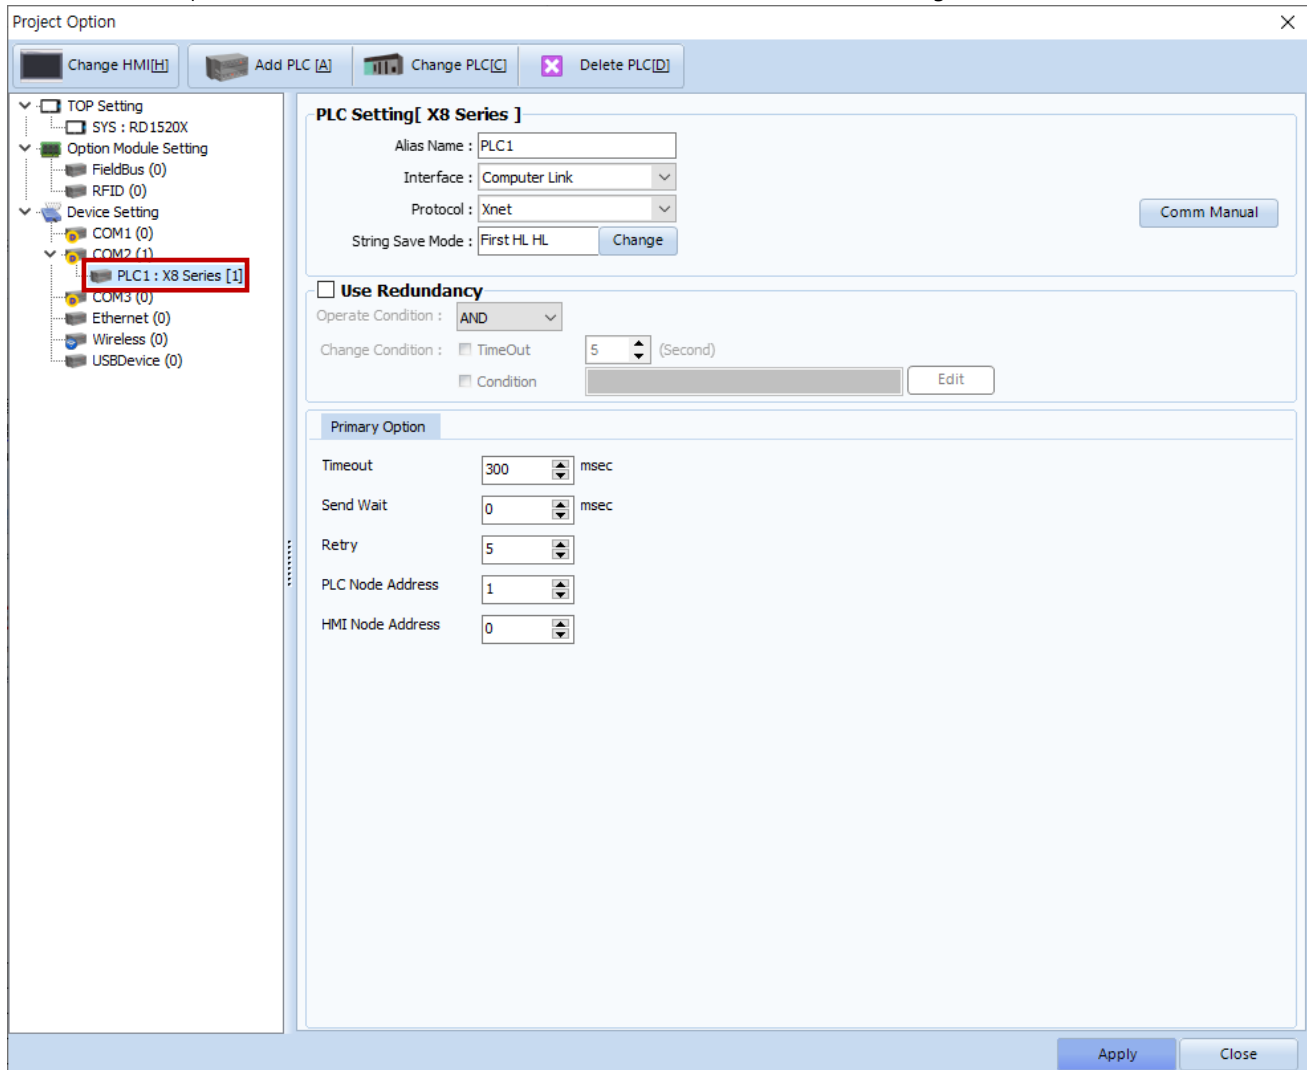 Project Option
Change HMI[H]
Add PLC [A]
Change PLC[C]
Delete PLC[D]
TOP Setting
SYS : RD1520X
Option Module Setting
FieldBus (0)
RFID (0)
Device Setting
COM1 (0)
COM2 (1)
PLC1 : X8 Series [1]
COM3 (0)
Ethernet (0)
Wireless (0)
USBDevice (0)
PLC Setting[ X8 Series ]
Alias Name : PLC1
Interface : Computer Link
Protocol : Xnet
Comm Manual
String Save Mode : First HL HL Change
Use Redundancy
Operate Condition : AND
Change Condition : TimeOut 5 (Second)
Condition Edit
Primary Option
Timeout 300 msec
Send Wait 0 msec
Retry 5
PLC Node Address 1
HMI Node Address 0
Apply Close